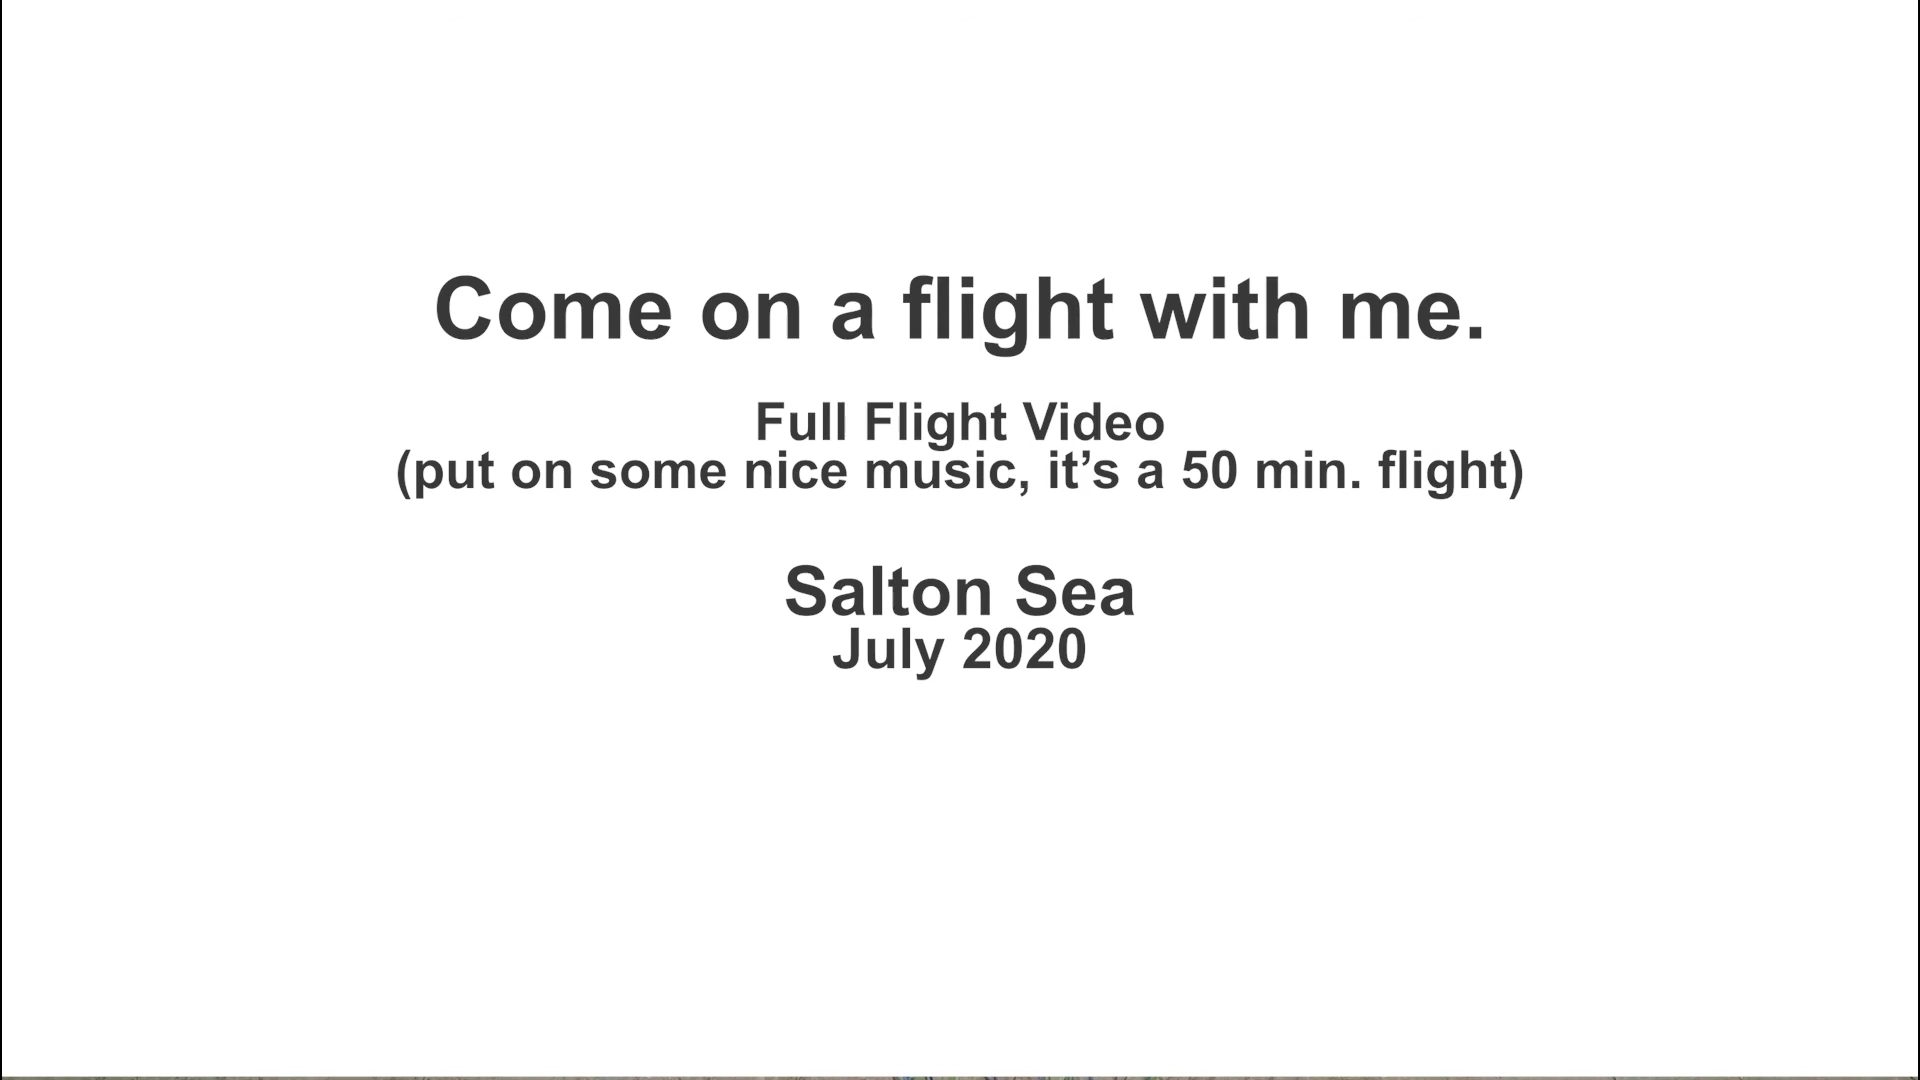 Come on a flight with me.
Full Flight Video
(put on some nice music, it’s a 50 min. flight)
Salton Sea
July 2020